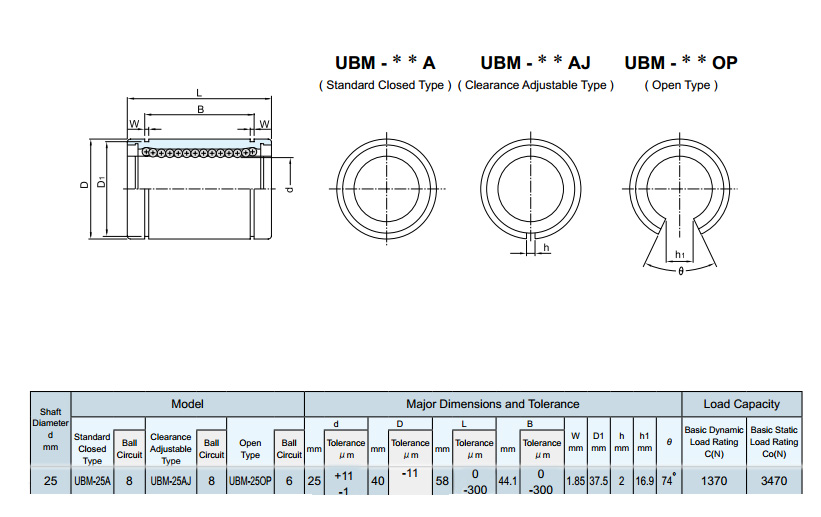 UBM - * * A UBM - * * AJ UBM - * * OP
( Standard Closed Type ) ( Clearance Adjustable Type ) ( Open Type )
L
B
W W
D D1 d
h
h1
θ
Model Major Dimensions and Tolerance Load Capacity
Shaft Diameter d mm
Standard Closed Type
Ball Circuit
Clearance Adjustable Type
Ball Circuit
Open Type
Ball Circuit
d
mm
Tolerance μm
D
mm
Tolerance μm
L
mm
Tolerance μm
B
mm
Tolerance μm
W mm
D1 mm
h mm
h1 mm
θ
Basic Dynamic Load Rating C(N)
Basic Static Load Rating Co(N)
25 UBM-25A 8 UBM-25AJ 8 UBM-25OP 6 25 +11 -1 40 -11 58 0 -300 44.1 0 -300 1.85 37.5 2 16.9 74° 1370 3470